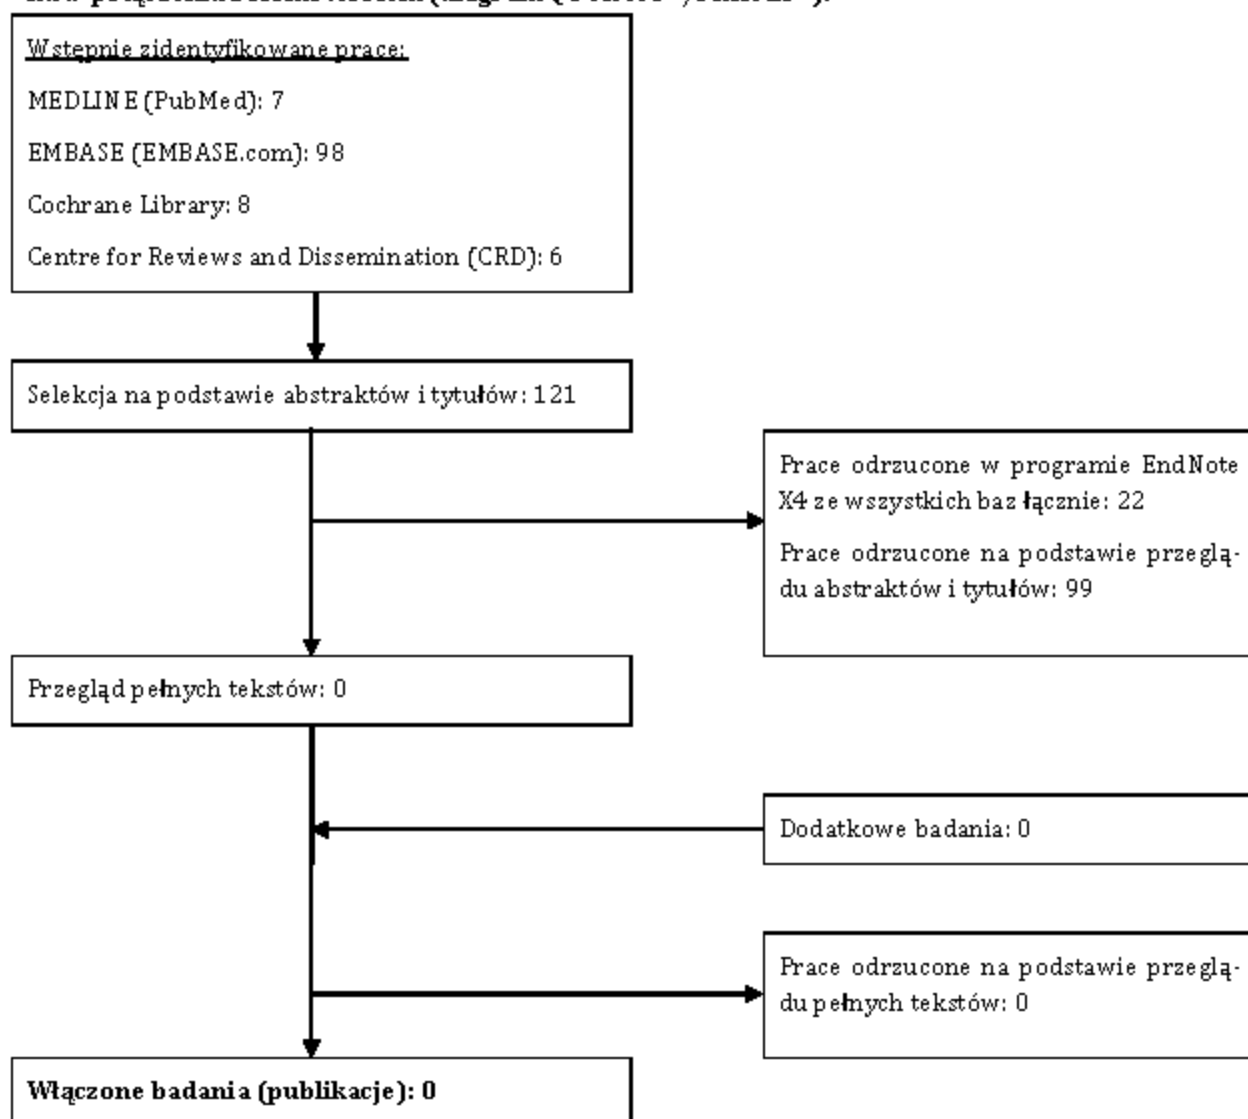 Wstępnie zidentyfikowane prace:
MEDLINE (PubMed): 7
EMBASE (EMBASE.com): 98
Cochrane Library: 8
Centre for Reviews and Dissemination (CRD): 6
Selekcja na podstawie abstraktów i tytułów: 121
Prace odrzucone w programie EndNote
X4 ze wszystkich baz łącznie: 22
Prace odrzucone na podstawie przeglą-
du abstraktów i tytułów: 99
Przegląd pełnych tekstów: 0
Dodatkowe badania: 0
Prace odrzucone na podstawie przeglą-
du pełnych tekstów: 0
Włączone badania (publikacje): 0